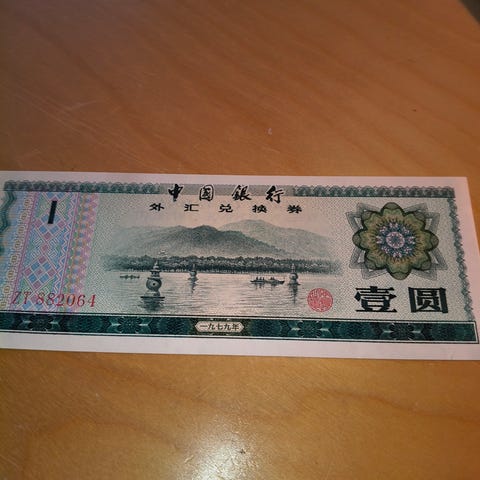 中国银行
外汇兑换券
1
ZT 882064
壹圆
一九七九年